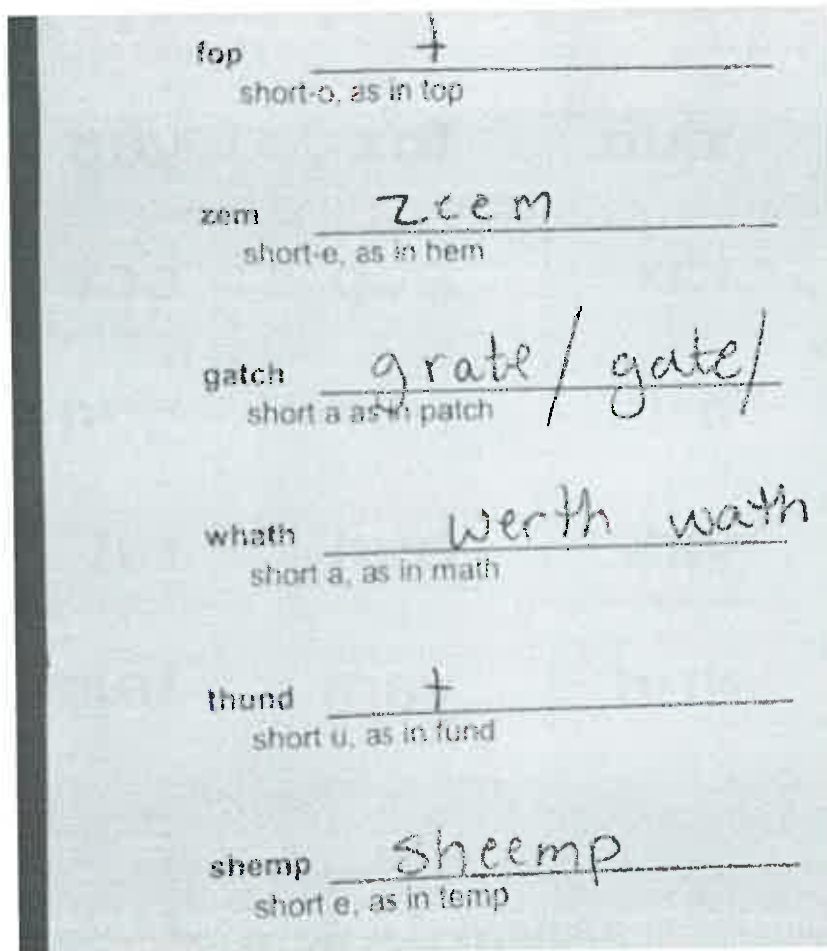 fop +
short-o, as in top
zem zeem
short-e, as in hem
gatch grate / gate /
short a as in patch
whath werth wath
short a, as in math
thund +
short u, as in fund
shemp sheemp
short e, as in temp